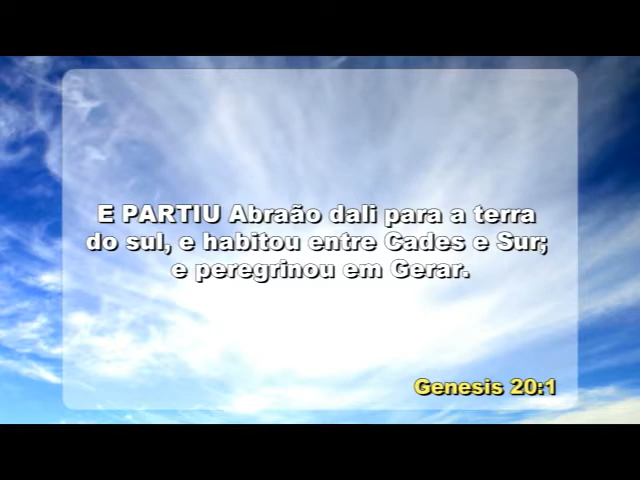 E PARTIU Abraão dali para a terra
do sul, e habitou entre Cades e Sur;
e peregrinou em Gerar.
Genesis 20:1